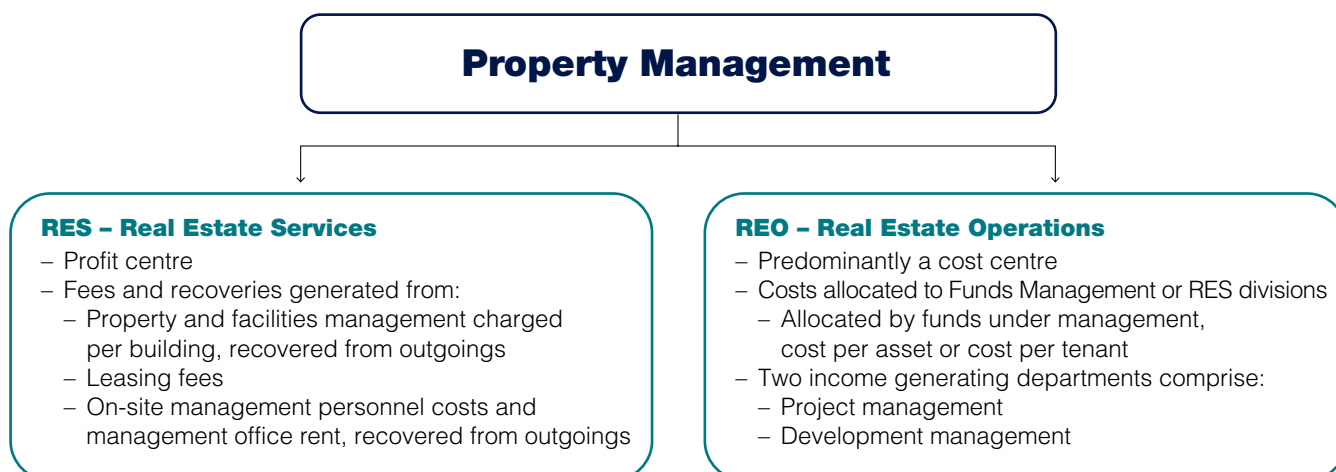 Property Management
RES – Real Estate Services
– Profit centre
– Fees and recoveries generated from:
– Property and facilities management charged
per building, recovered from outgoings
– Leasing fees
– On-site management personnel costs and
management office rent, recovered from outgoings
REO – Real Estate Operations
– Predominantly a cost centre
– Costs allocated to Funds Management or RES divisions
– Allocated by funds under management,
cost per asset or cost per tenant
– Two income generating departments comprise:
– Project management
– Development management